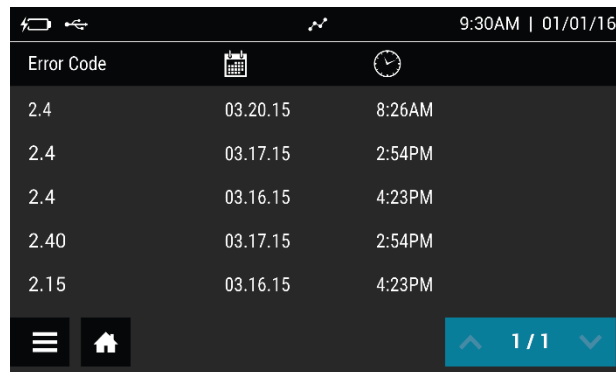 9:30AM | 01/01/16
Error Code
2.4 03.20.15 8:26AM
2.4 03.17.15 2:54PM
2.4 03.16.15 4:23PM
2.40 03.17.15 2:54PM
2.15 03.16.15 4:23PM
1 / 1